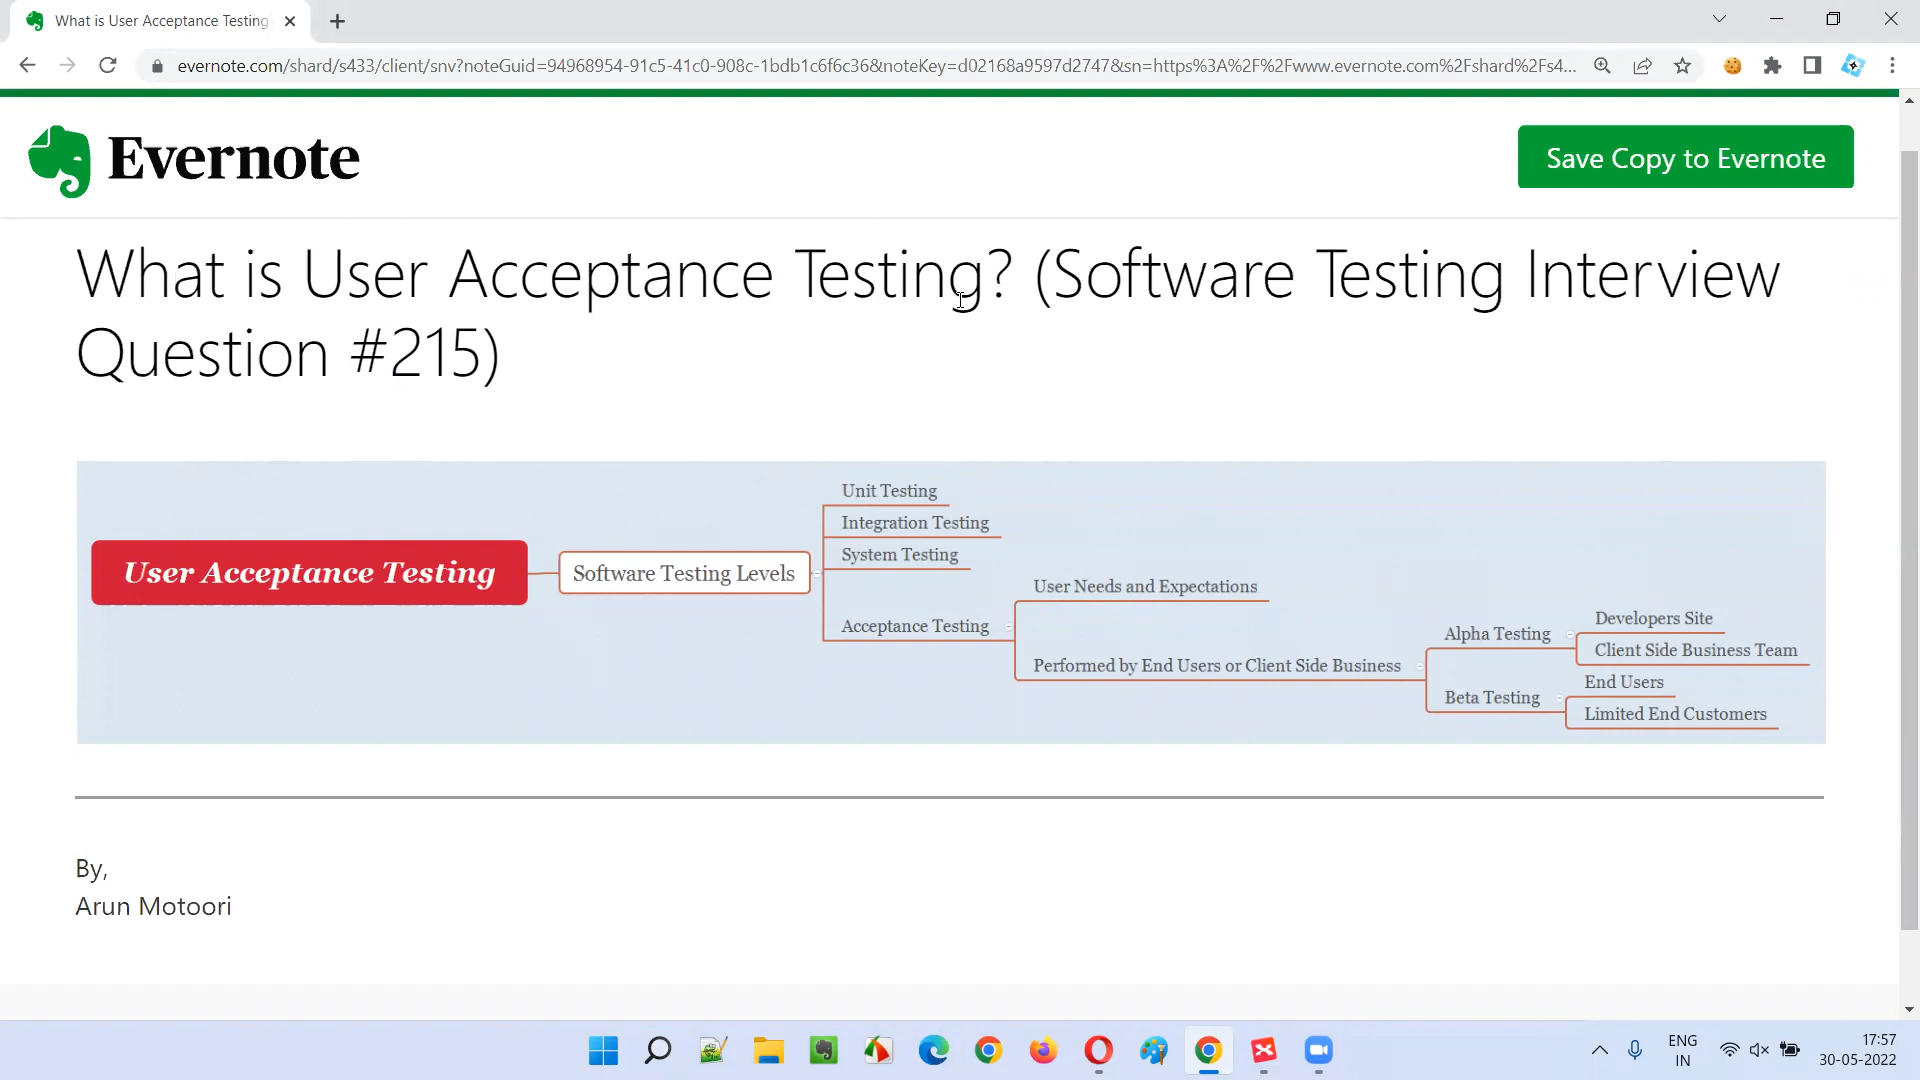 What is User Acceptance Testing
evernote.com/shard/s433/client/snv?noteGuid=94968954-91c5-41c0-908c-1bdb1c6f6c36&noteKey=d02168a9597d2747&sn=https%3A%2F%2Fwww.evernote.com%2Fshard%2Fs4...
Evernote
Save Copy to Evernote
What is User Acceptance Testing? (Software Testing Interview
Question #215)
User Acceptance Testing
Software Testing Levels
Unit Testing
Integration Testing
System Testing
Acceptance Testing
User Needs and Expectations
Performed by End Users or Client Side Business
Alpha Testing
Developers Site
Client Side Business Team
Beta Testing
End Users
Limited End Customers
By,
Arun Motoori
ENG
IN
17:57
30-05-2022